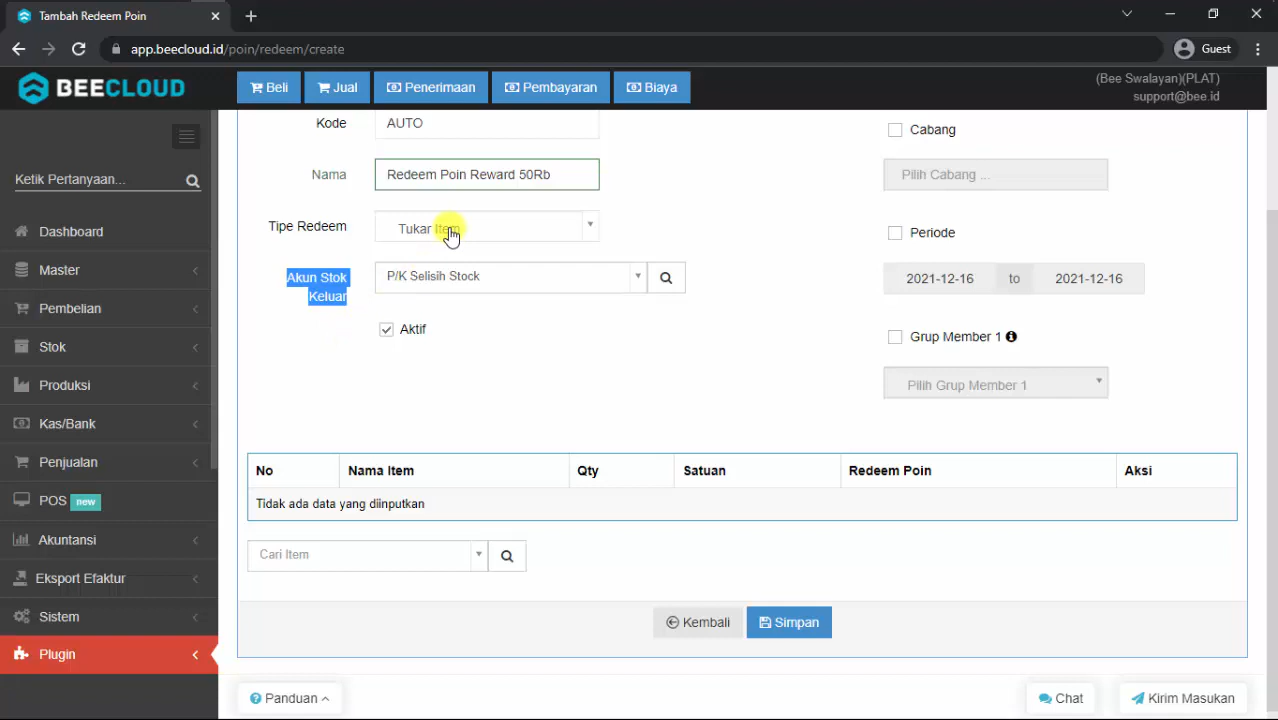 Tambah Redeem Poin
app.beecloud.id/poin/redeem/create
Guest
BEECLOUD
Beli
Jual
Penerimaan
Pembayaran
Biaya
(Bee Swalayan)(PLAT)
support@bee.id
Ketik Pertanyaan...
Dashboard
Master
Pembelian
Stok
Produksi
Kas/Bank
Penjualan
POS new
Akuntansi
Eksport Efaktur
Sistem
Plugin
Kode
AUTO
Nama
Redeem Poin Reward 50Rb
Tipe Redeem
Tukar Item
Akun Stok
Keluar
P/K Selisih Stock
Aktif
Cabang
Pilih Cabang ...
Periode
2021-12-16 to 2021-12-16
Grup Member 1
Pilih Grup Member 1
No Nama Item Qty Satuan Redeem Poin Aksi
Tidak ada data yang diinputkan
Cari Item
Kembali
Simpan
Panduan
Chat
Kirim Masukan